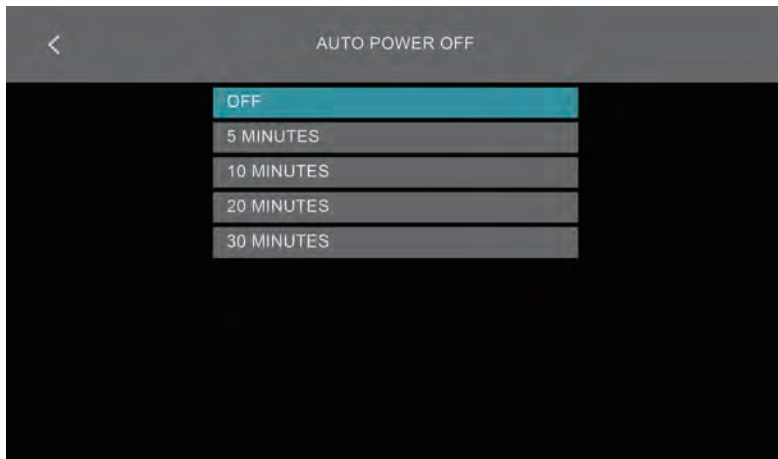 AUTO POWER OFF
OFF
5 MINUTES
10 MINUTES
20 MINUTES
30 MINUTES